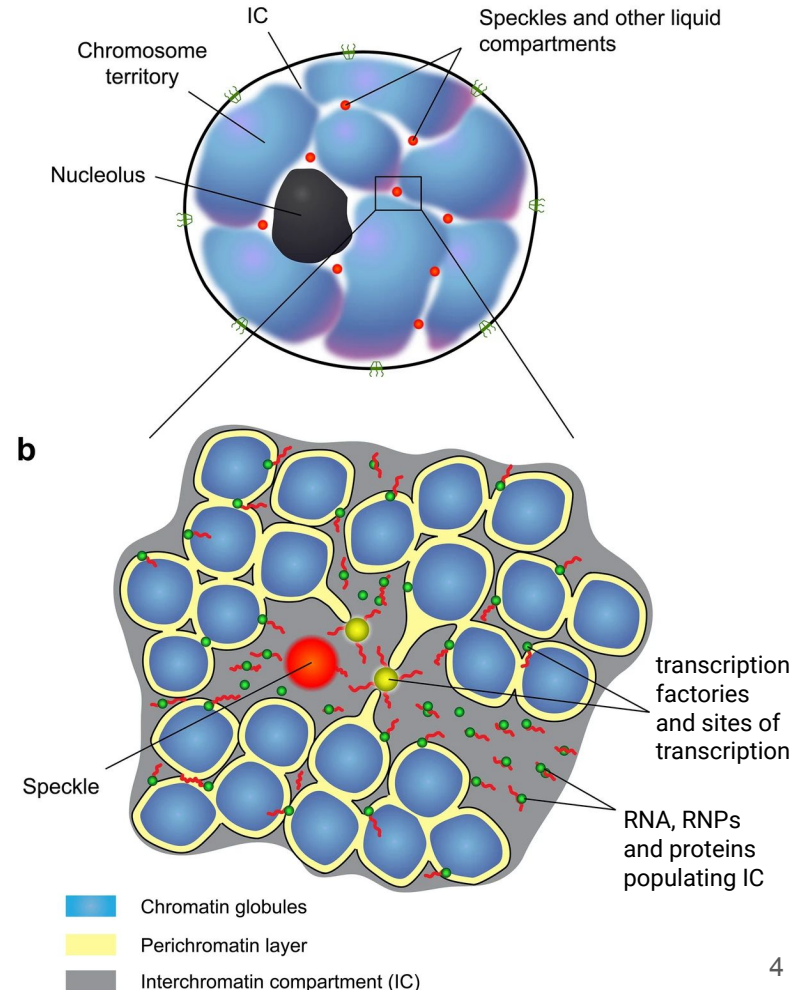 IC
Speckles and other liquid
compartments
Chromosome
territory
Nucleolus
b
transcription
factories
and sites of
transcription
Speckle
RNA, RNPs
and proteins
populating IC
Chromatin globules
Perichromatin layer
Interchromatin compartment (IC)
4